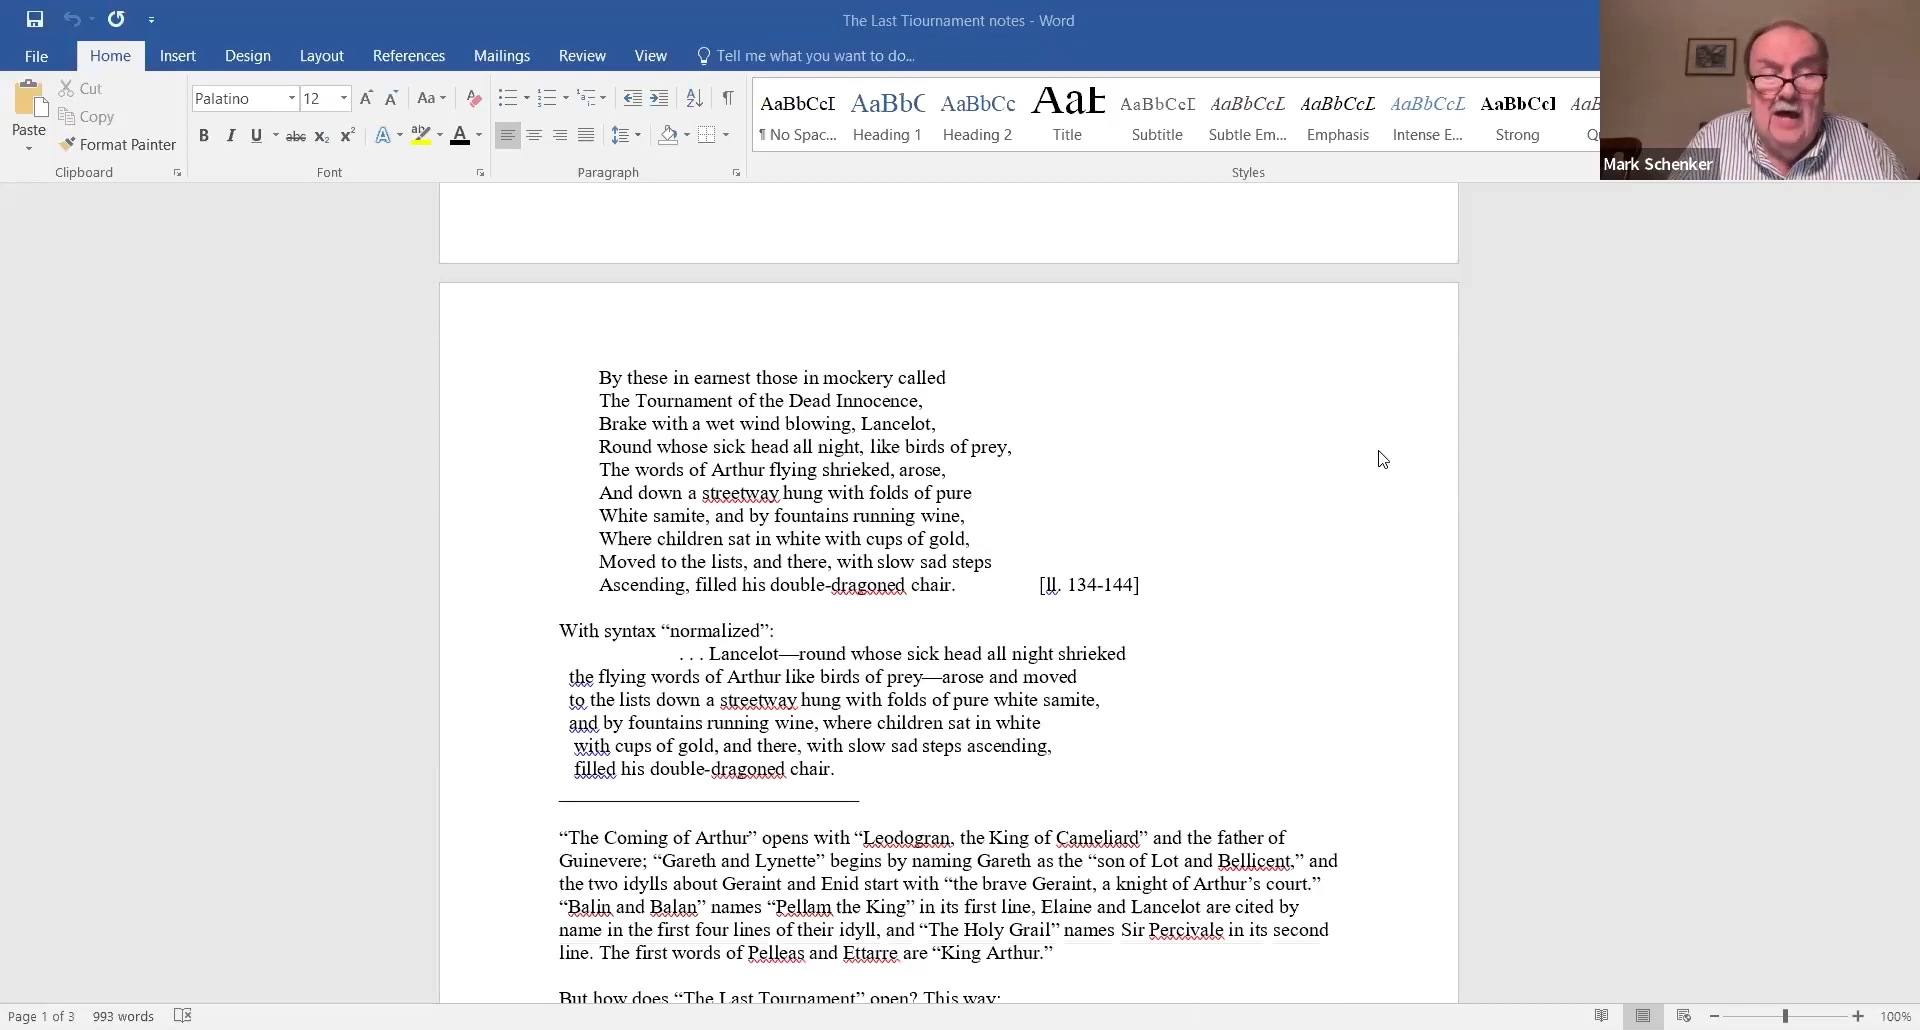 The Last Tiournament notes - Word
File Home Insert Design Layout References Mailings Review View Tell me what you want to do...
Mark Schenker
Cut
Copy
Format Painter
Paste
Clipboard
Palatino 12
Font
Paragraph
AaBbCcI AaBbC AaBbCc AaB AaBbCcD AaBbCcL AaBbCcL AaBbCcL AaBbCcI
¶ No Spac... Heading 1 Heading 2 Title Subtitle Subtle Em... Emphasis Intense E... Strong
Styles
By these in earnest those in mockery called
The Tournament of the Dead Innocence,
Brake with a wet wind blowing, Lancelot,
Round whose sick head all night, like birds of prey,
The words of Arthur flying shrieked, arose,
And down a streetway hung with folds of pure
White samite, and by fountains running wine,
Where children sat in white with cups of gold,
Moved to the lists, and there, with slow sad steps
Ascending, filled his double-dragoned chair. [ll. 134-144]
With syntax “normalized”:
. . . Lancelot—round whose sick head all night shrieked
the flying words of Arthur like birds of prey—arose and moved
to the lists down a streetway hung with folds of pure white samite,
and by fountains running wine, where children sat in white
with cups of gold, and there, with slow sad steps ascending,
filled his double-dragoned chair.
“The Coming of Arthur” opens with “Leodogran, the King of Cameliard” and the father of
Guinevere; “Gareth and Lynette” begins by naming Gareth as the “son of Lot and Bellicent,” and
the two idylls about Geraint and Enid start with “the brave Geraint, a knight of Arthur’s court.”
“Balin and Balan” names “Pellam the King” in its first line, Elaine and Lancelot are cited by
name in the first four lines of their idyll, and “The Holy Grail” names Sir Percivale in its second
line. The first words of Pelleas and Ettarre are “King Arthur.”
But how does “The Last Tournament” open? This way:
Page 1 of 3 993 words 100%